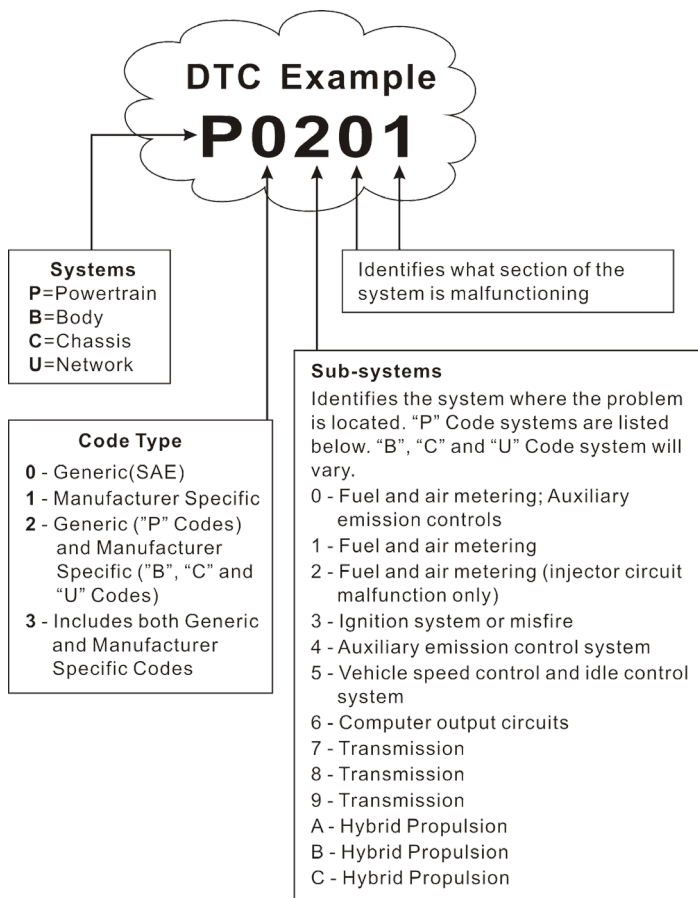 DTC Example
P0201
Systems
P=Powertrain
B=Body
C=Chassis
U=Network
Identifies what section of the
system is malfunctioning
Code Type
0 - Generic(SAE)
1 - Manufacturer Specific
2 - Generic (”P” Codes)
and Manufacturer
Specific (”B”, “C” and
“U” Codes)
3 - Includes both Generic
and Manufacturer
Specific Codes
Sub-systems
Identifies the system where the problem
is located. “P” Code systems are listed
below. “B”, “C” and “U” Code system will
vary.
0 - Fuel and air metering; Auxiliary
emission controls
1 - Fuel and air metering
2 - Fuel and air metering (injector circuit
malfunction only)
3 - Ignition system or misfire
4 - Auxiliary emission control system
5 - Vehicle speed control and idle control
system
6 - Computer output circuits
7 - Transmission
8 - Transmission
9 - Transmission
A - Hybrid Propulsion
B - Hybrid Propulsion
C - Hybrid Propulsion